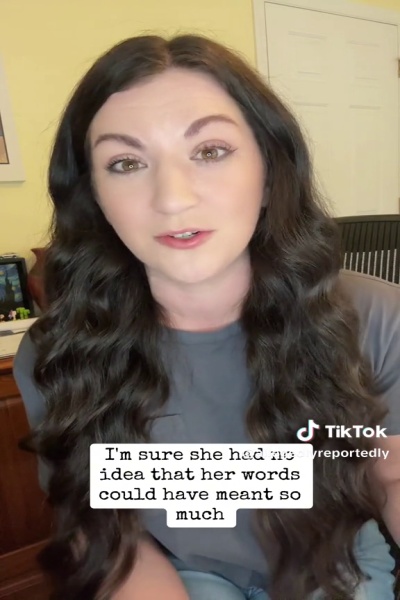 I'm sure she had no
idea that her words
could have meant so
much
TikTok